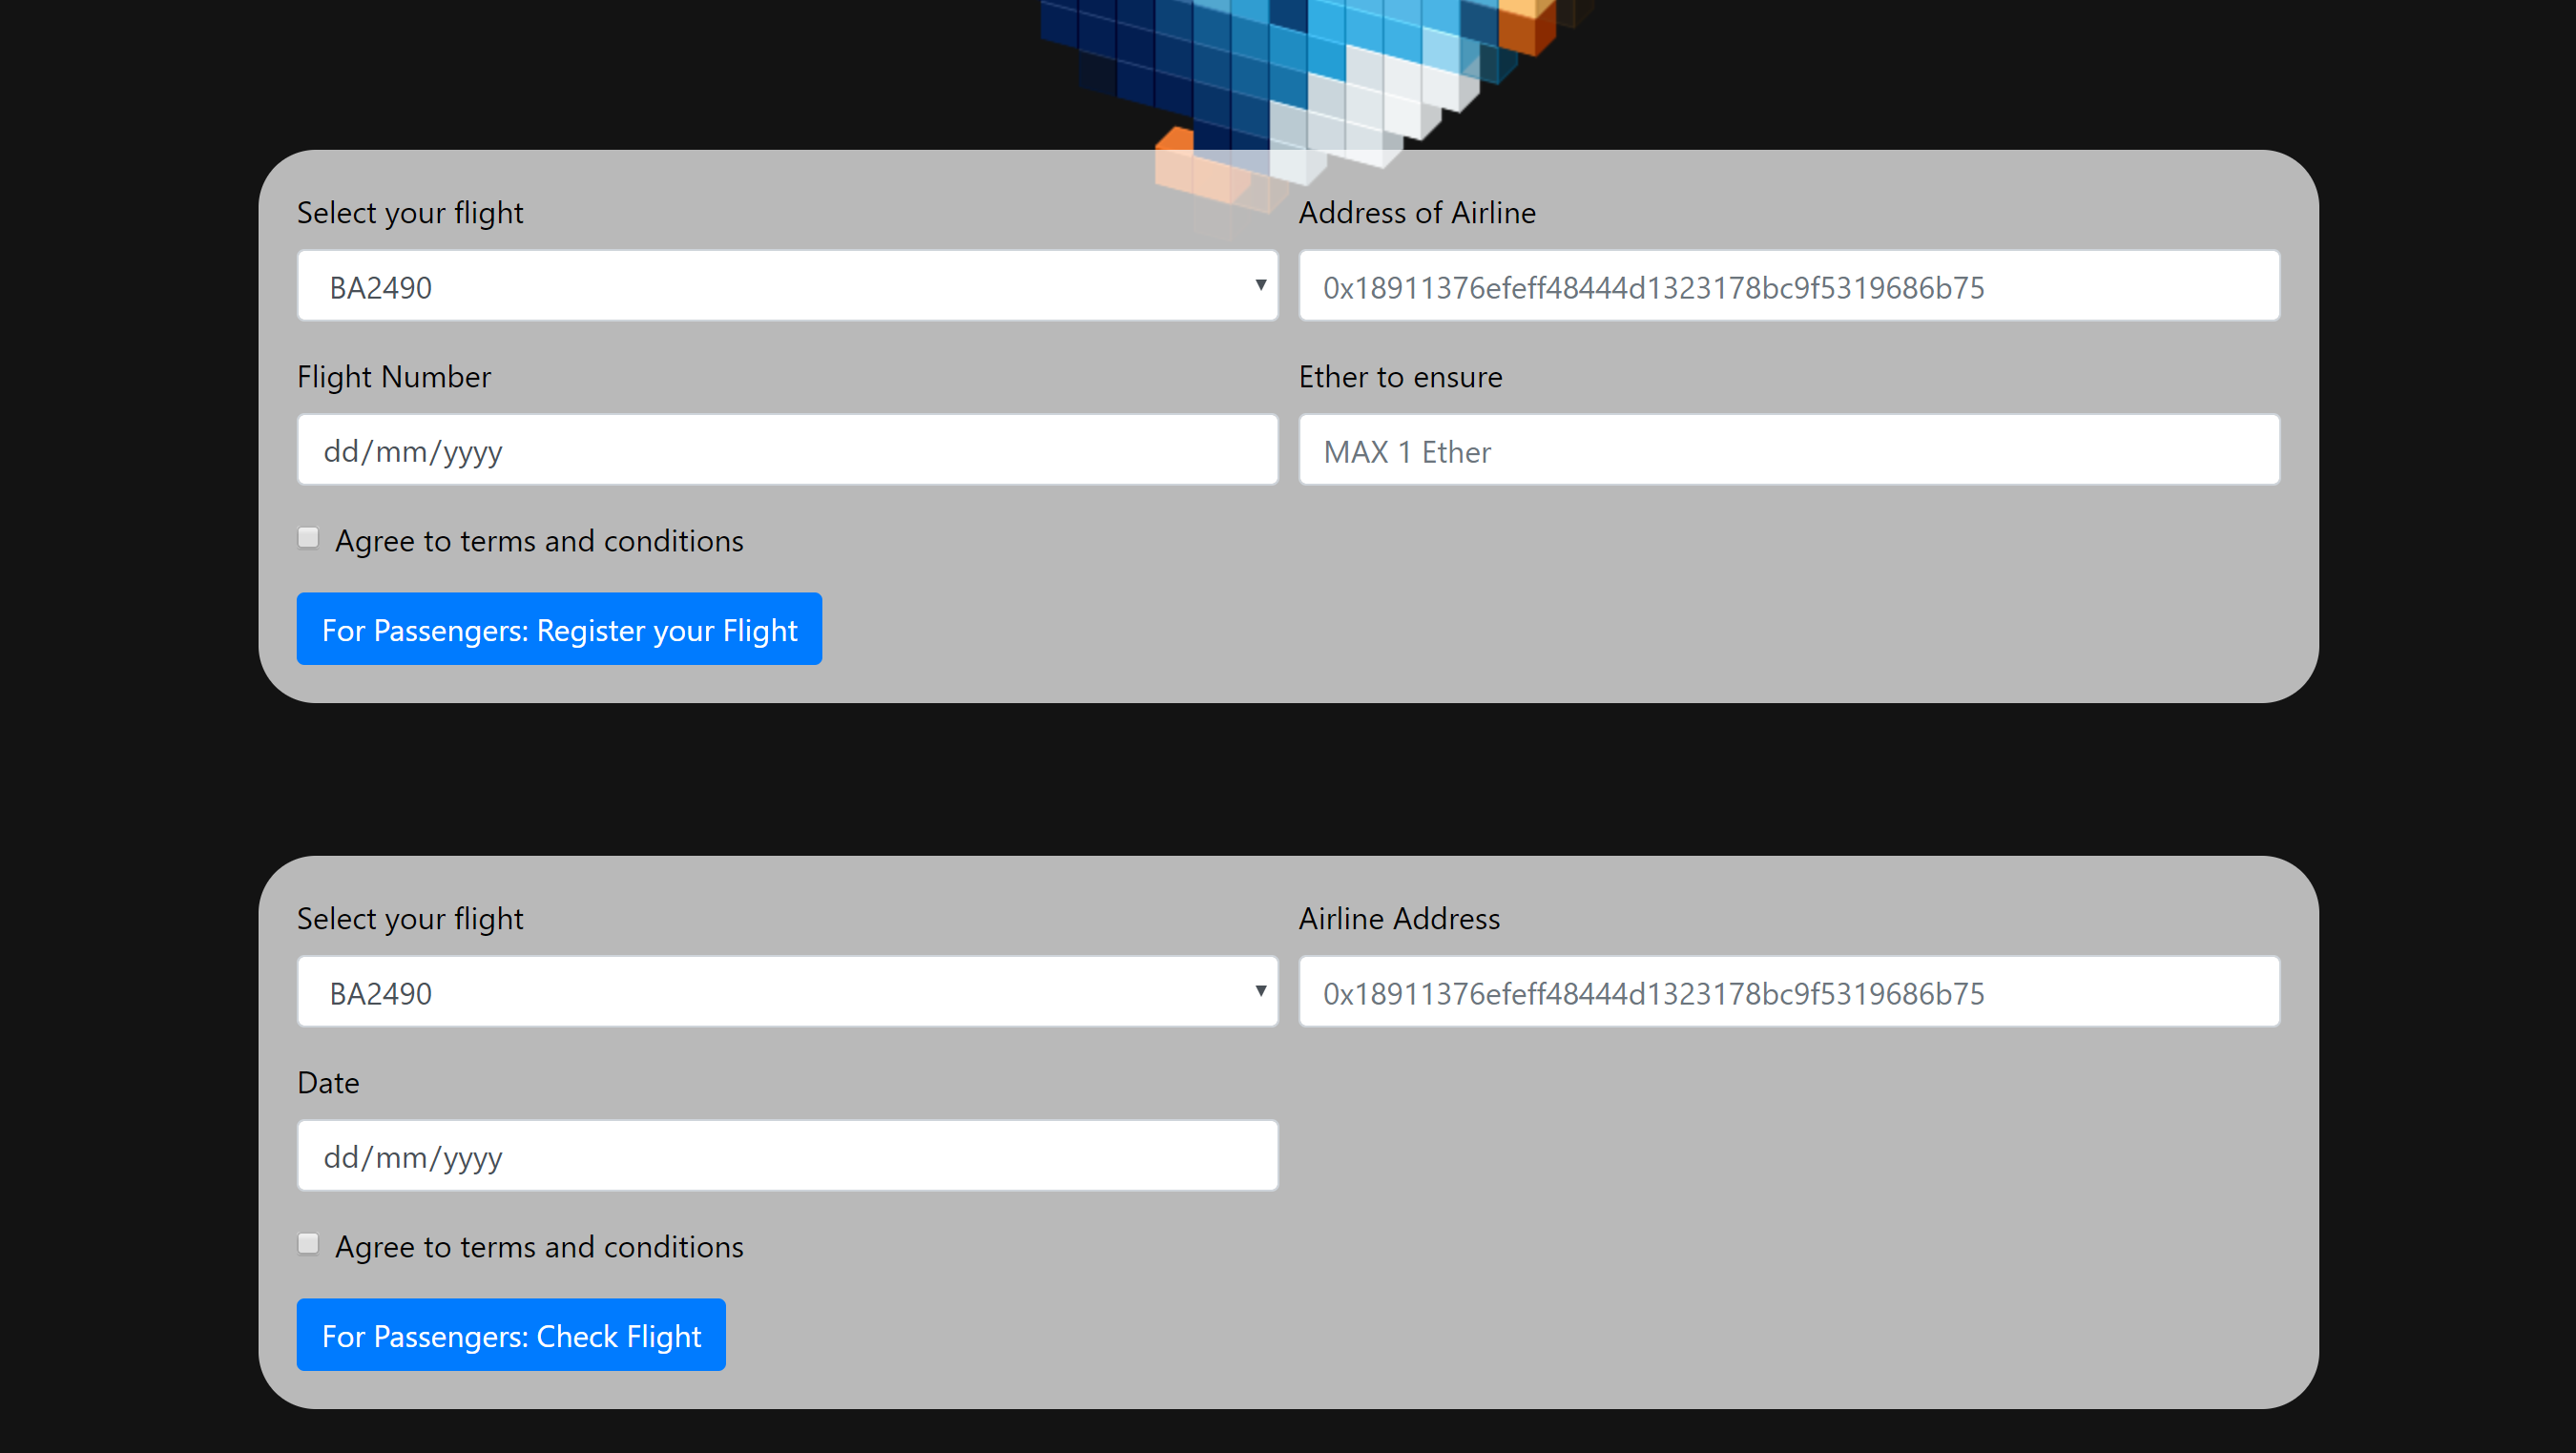 Select your flight
Address of Airline
BA2490
0x18911376efeff48444d1323178bc9f5319686b75
Flight Number
Ether to ensure
dd/mm/yyyy
MAX 1 Ether
Agree to terms and conditions
For Passengers: Register your Flight
Select your flight
Airline Address
BA2490
0x18911376efeff48444d1323178bc9f5319686b75
Date
dd/mm/yyyy
Agree to terms and conditions
For Passengers: Check Flight